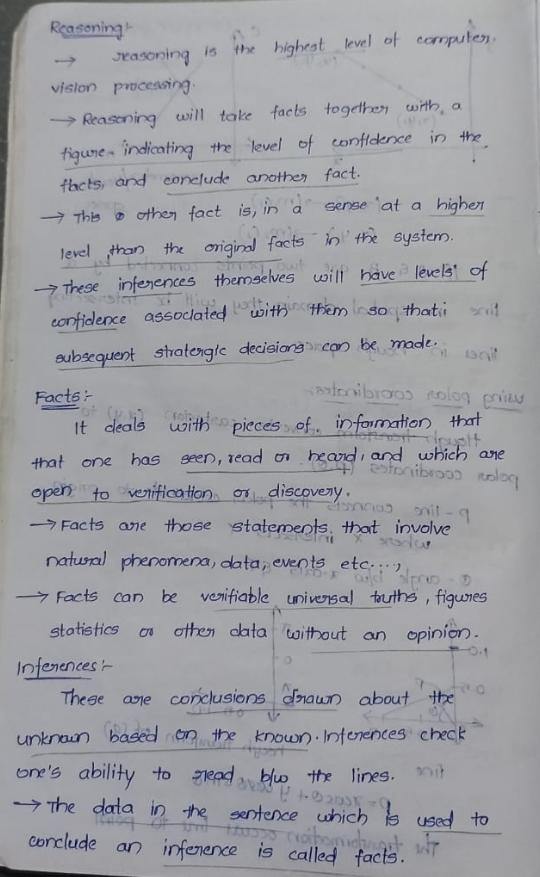 Reasoning:-
→ reasoning is the highest level of computer
vision processing.
→ Reasoning will take facts together with a
figure indicating the level of confidence in the
facts, and conclude another fact.
→ This other fact is, in a sense at a higher
level than the original facts in the system.
→ These inferences themselves will have levels of
confidence associated with them so that
subsequent stratergic decisions can be made.
Facts:-
It deals with pieces of information that
that one has seen, read or heard, and which are
open to verification or discovery.
→ Facts are those statements that involve
natural phenomena, data, events etc...,
→ Facts can be verifiable universal truths, figures
statistics or other data without an opinion.
Inferences:-
These are conclusions drawn about the
unknown based on the known. Inferences check
one's ability to read b/w the lines.
→ The data in the sentence which is used to
conclude an inference is called facts.